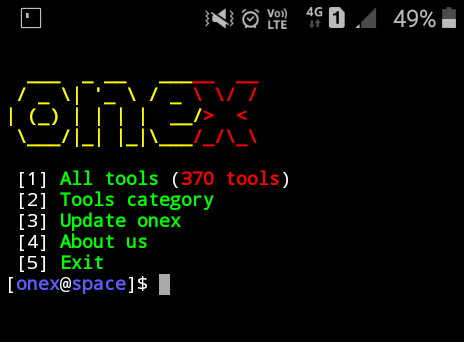 Vo)) 4G 1 49%
LTE
onex
[1] All tools (370 tools)
[2] Tools category
[3] Update onex
[4] About us
[5] Exit
[onex@space]$